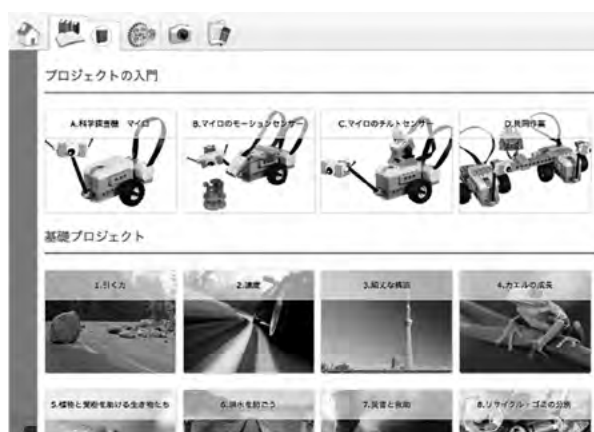 プロジェクトの入門
A.科学探査機 マイロ
B.マイロのモーションセンサー
C.マイロのチルトセンサー
D.共同作業
基礎プロジェクト
1.引く力
2.速度
3.頑丈な構造
4.カエルの成長
5.植物と受粉を助ける生き物たち
6.洪水を防ごう
7.災害と救助
8.リサイクル・ゴミの分別